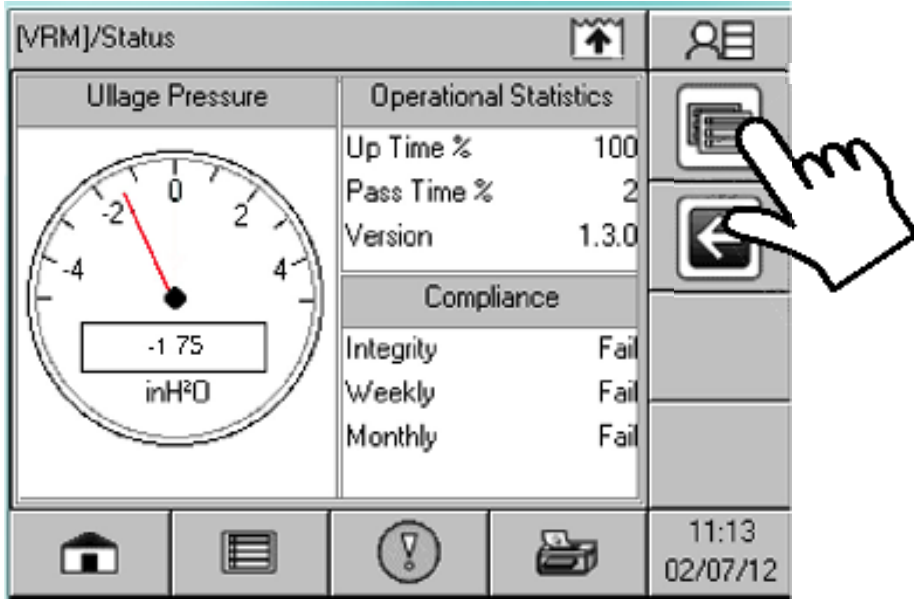 [VRM]/Status
Ullage Pressure
-4
-2
0
2
4
-1 75
inH²O
Operational Statistics
Up Time % 100
Pass Time % 2
Version 1.3.0
Compliance
Integrity Fail
Weekly Fail
Monthly Fail
11:13
02/07/12